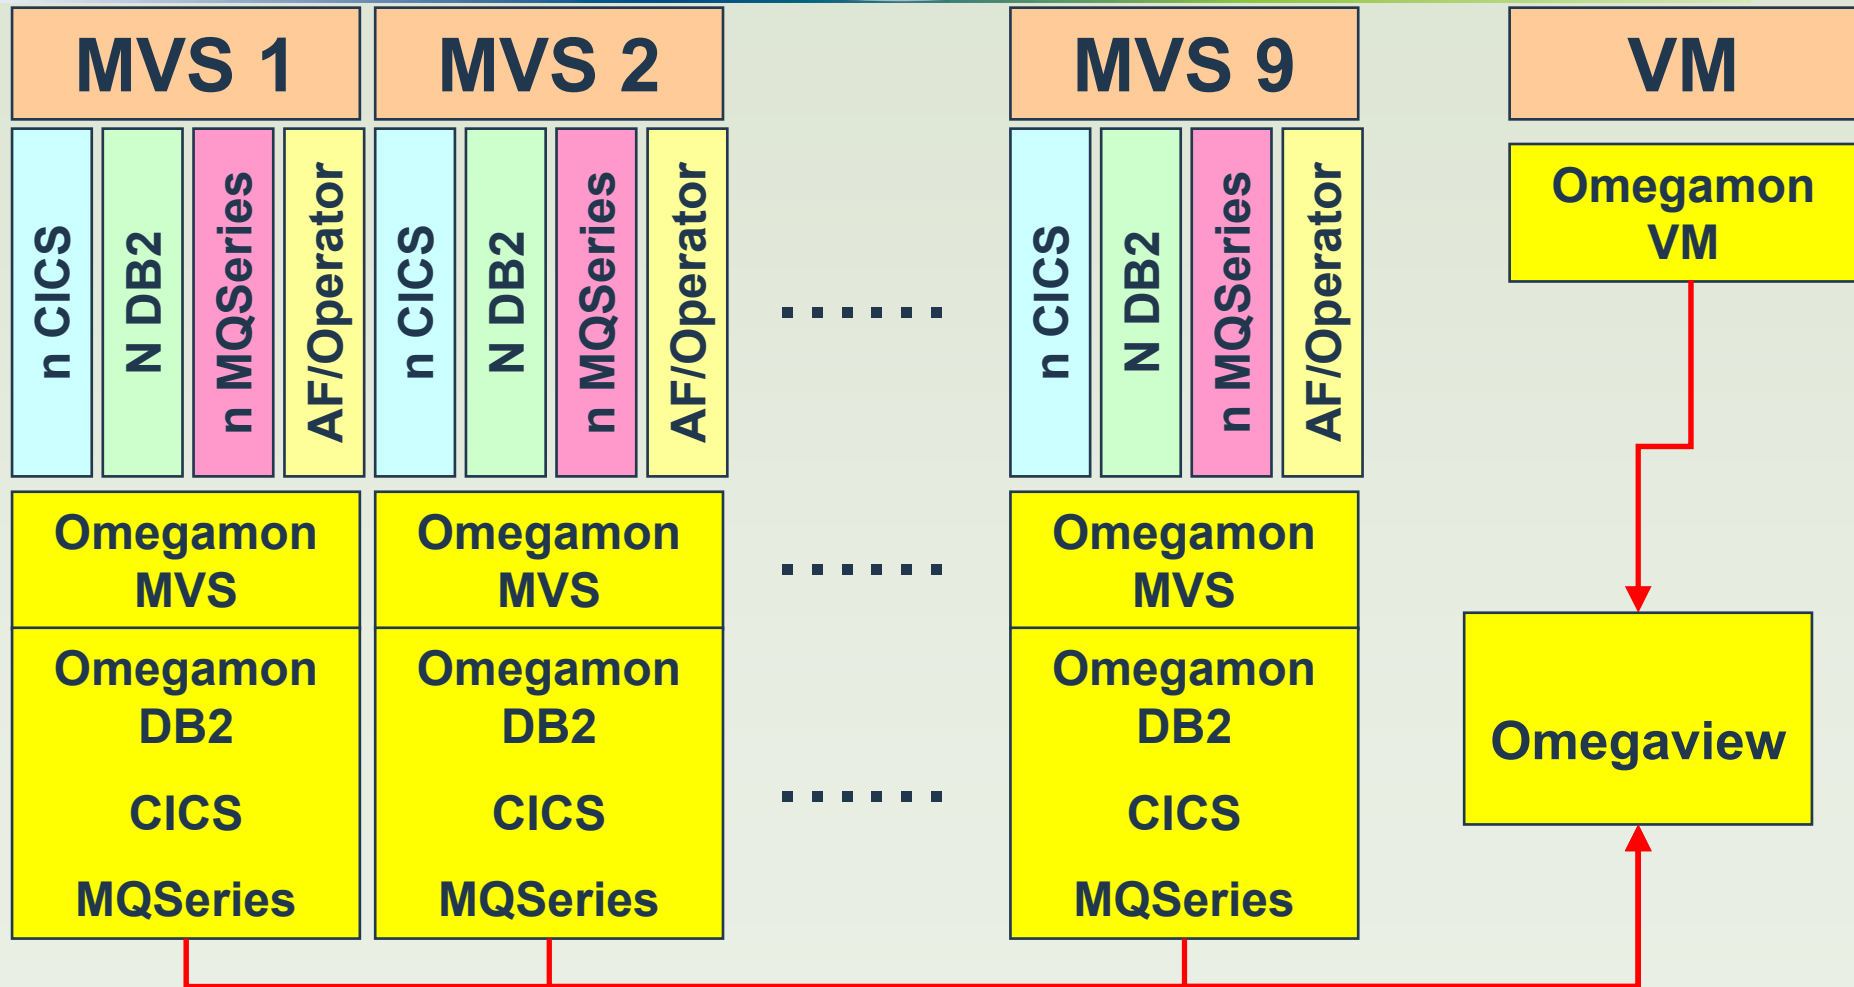 MVS 1
MVS 2
MVS 9
VM
n CICS
N DB2
n MQSeries
AF/Operator
n CICS
N DB2
n MQSeries
AF/Operator
......
n CICS
N DB2
n MQSeries
AF/Operator
Omegamon
VM
Omegamon
MVS
Omegamon
MVS
......
Omegamon
MVS
Omegamon
DB2
CICS
MQSeries
Omegamon
DB2
CICS
MQSeries
......
Omegamon
DB2
CICS
MQSeries
Omegaview